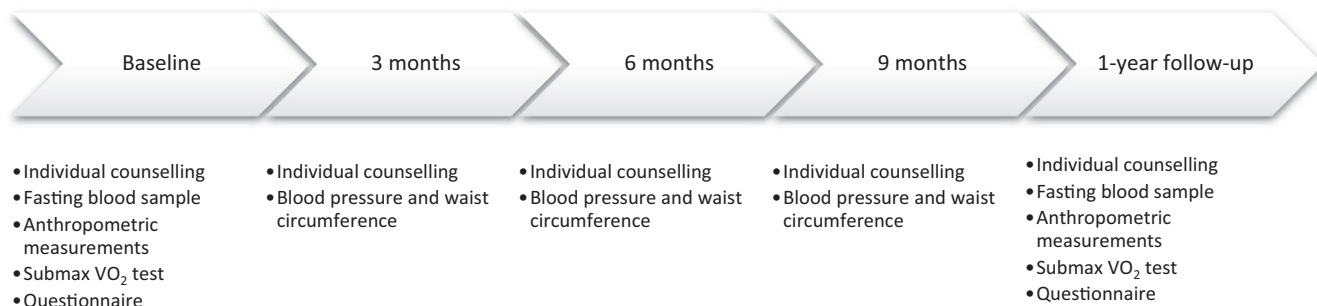 Baseline
3 months
6 months
9 months
1-year follow-up
•Individual counselling
•Fasting blood sample
•Anthropometric
measurements
•Submax VO₂ test
•Questionnaire
•Individual counselling
•Blood pressure and waist
circumference
•Individual counselling
•Blood pressure and waist
circumference
•Individual counselling
•Blood pressure and waist
circumference
•Individual counselling
•Fasting blood sample
•Anthropometric
measurements
•Submax VO₂ test
•Questionnaire